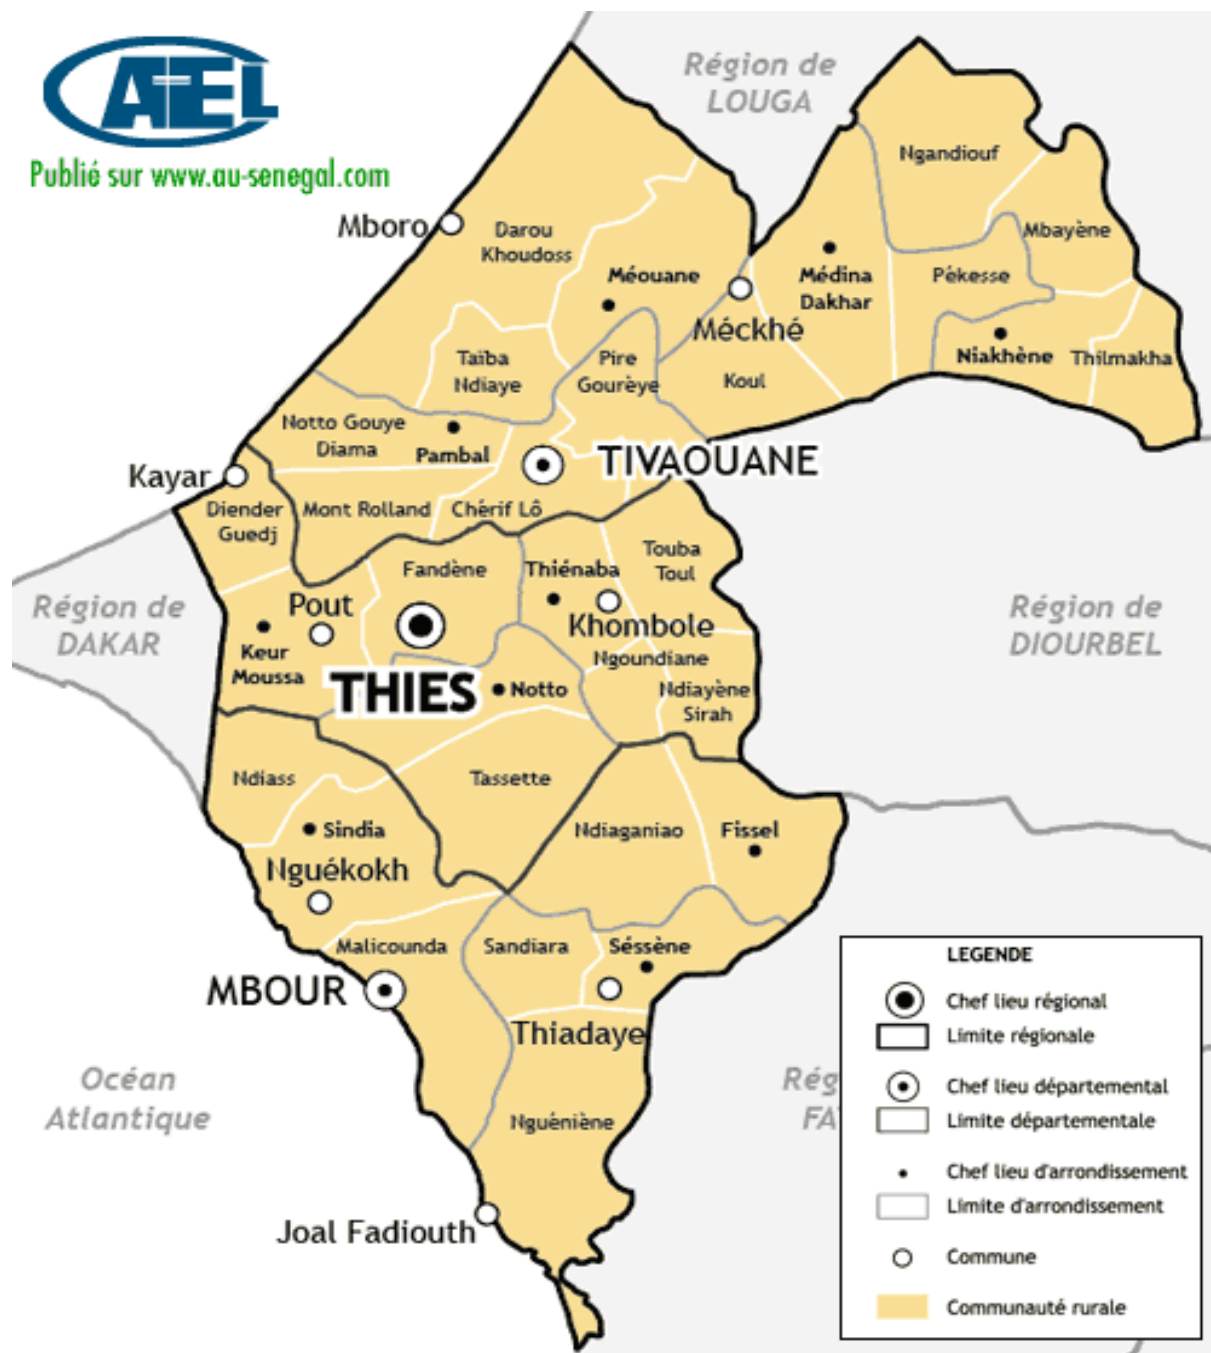 ATEL
Publié sur www.au-senegal.com
Région de
LOUGA
Ngandiouf
Mboro
Darou
Khoudoss
Mbayène
Méouane
Médina
Dakhar
Pèkesse
Méckhé
Taïba
Ndiaye
Pire
Gourèye
Koul
Niakhène
Thilmakha
Notto Gouye
Diama
Pambal
TIVAOUANE
Kayar
Diender
Guedj
Mont Rolland
Chérif Lô
Touba
Toul
Fandène
Thiénaba
Région de
DAKAR
Pout
Khombole
Région de
DIOURBEL
Keur
Moussa
Ngoundiane
THIES
Notto
Ndiayène
Sirah
Ndiass
Tassette
Sindia
Ndiaganiao
Fissel
Nguékokh
Malicounda
Sandiara
Séssène
MBOUR
Thiadaye
Océan
Atlantique
Rég
FA
Nguéniène
Joal Fadiouth
LEGENDE
Chef lieu régional
Limite régionale
Chef lieu départemental
Limite départementale
Chef lieu d'arrondissement
Limite d'arrondissement
Commune
Communauté rurale